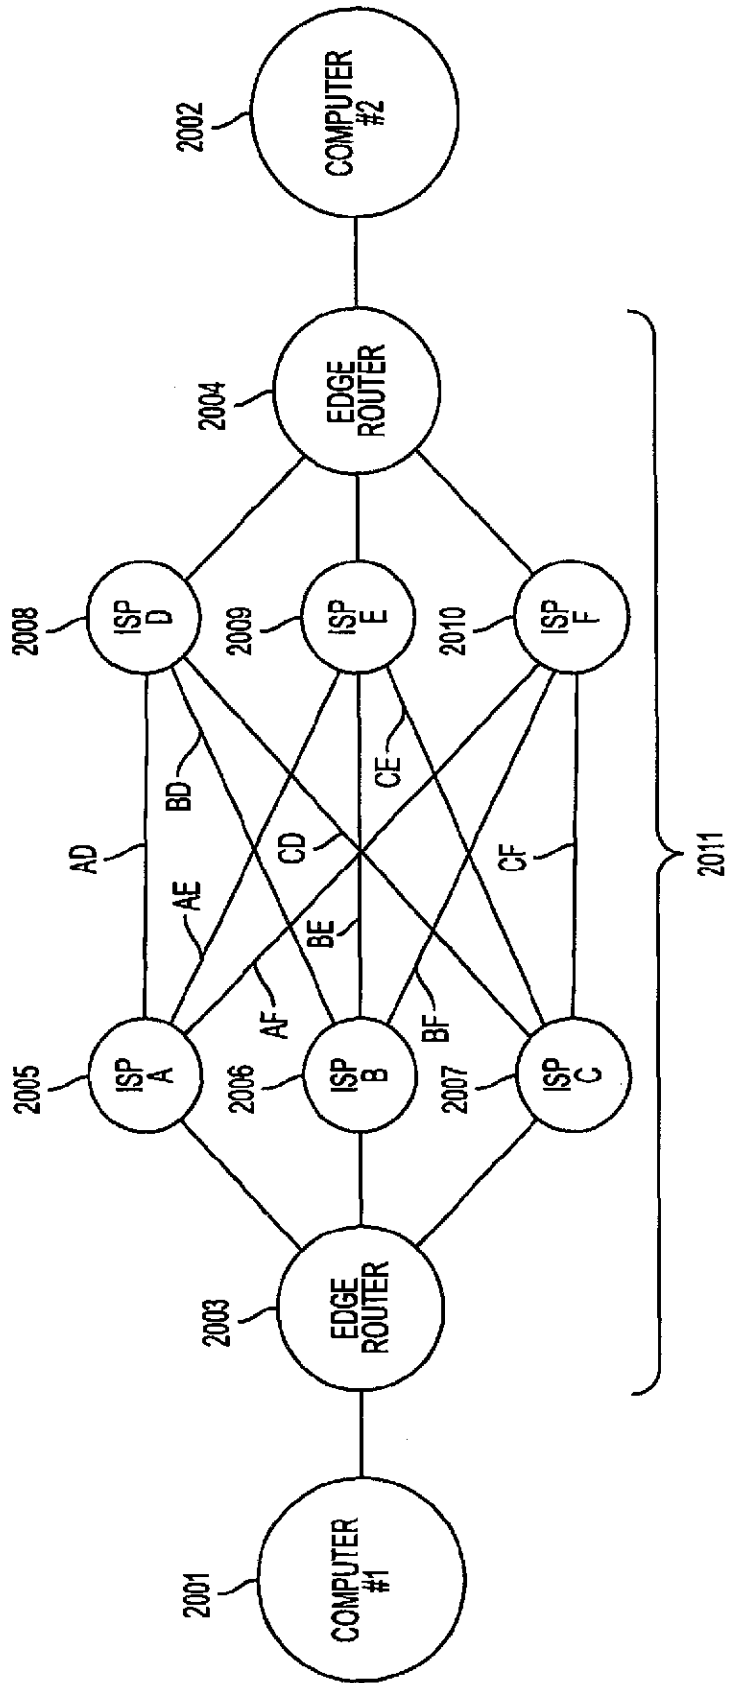 2001
COMPUTER
#1
2003
EDGE
ROUTER
2005
ISP
A
2006
ISP
B
2007
ISP
C
AD
AE
BD
AF
CD
BE
BF
CE
CF
2008
ISP
D
2009
ISP
E
2010
ISP
F
2004
EDGE
ROUTER
2002
COMPUTER
#2
2011